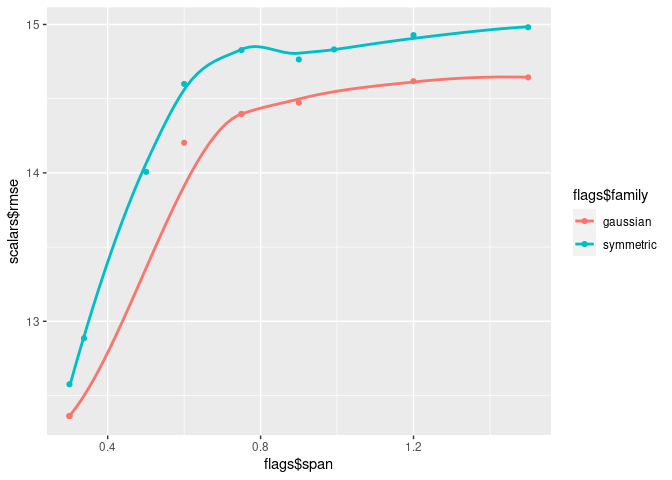 15
14
13
scalars$rmse
0.4
0.8
1.2
flags$span
flags$family
gaussian
symmetric